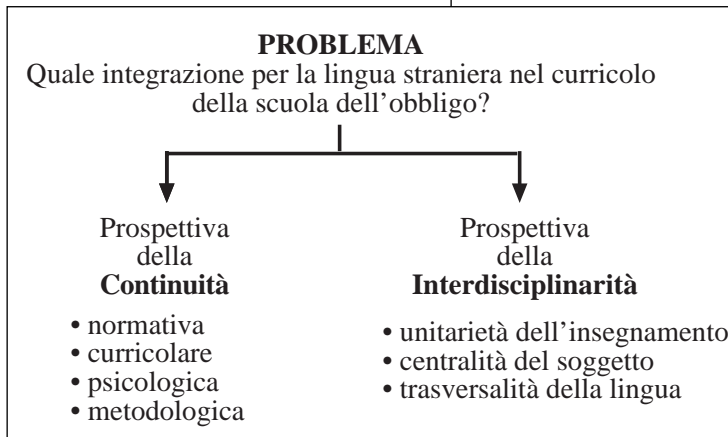 PROBLEMA
Quale integrazione per la lingua straniera nel curricolo
della scuola dell’obbligo?
Prospettiva
della
Continuità
• normativa
• curricolare
• psicologica
• metodologica
Prospettiva
della
Interdisciplinarità
• unitarietà dell’insegnamento
• centralità del soggetto
• trasversalità della lingua